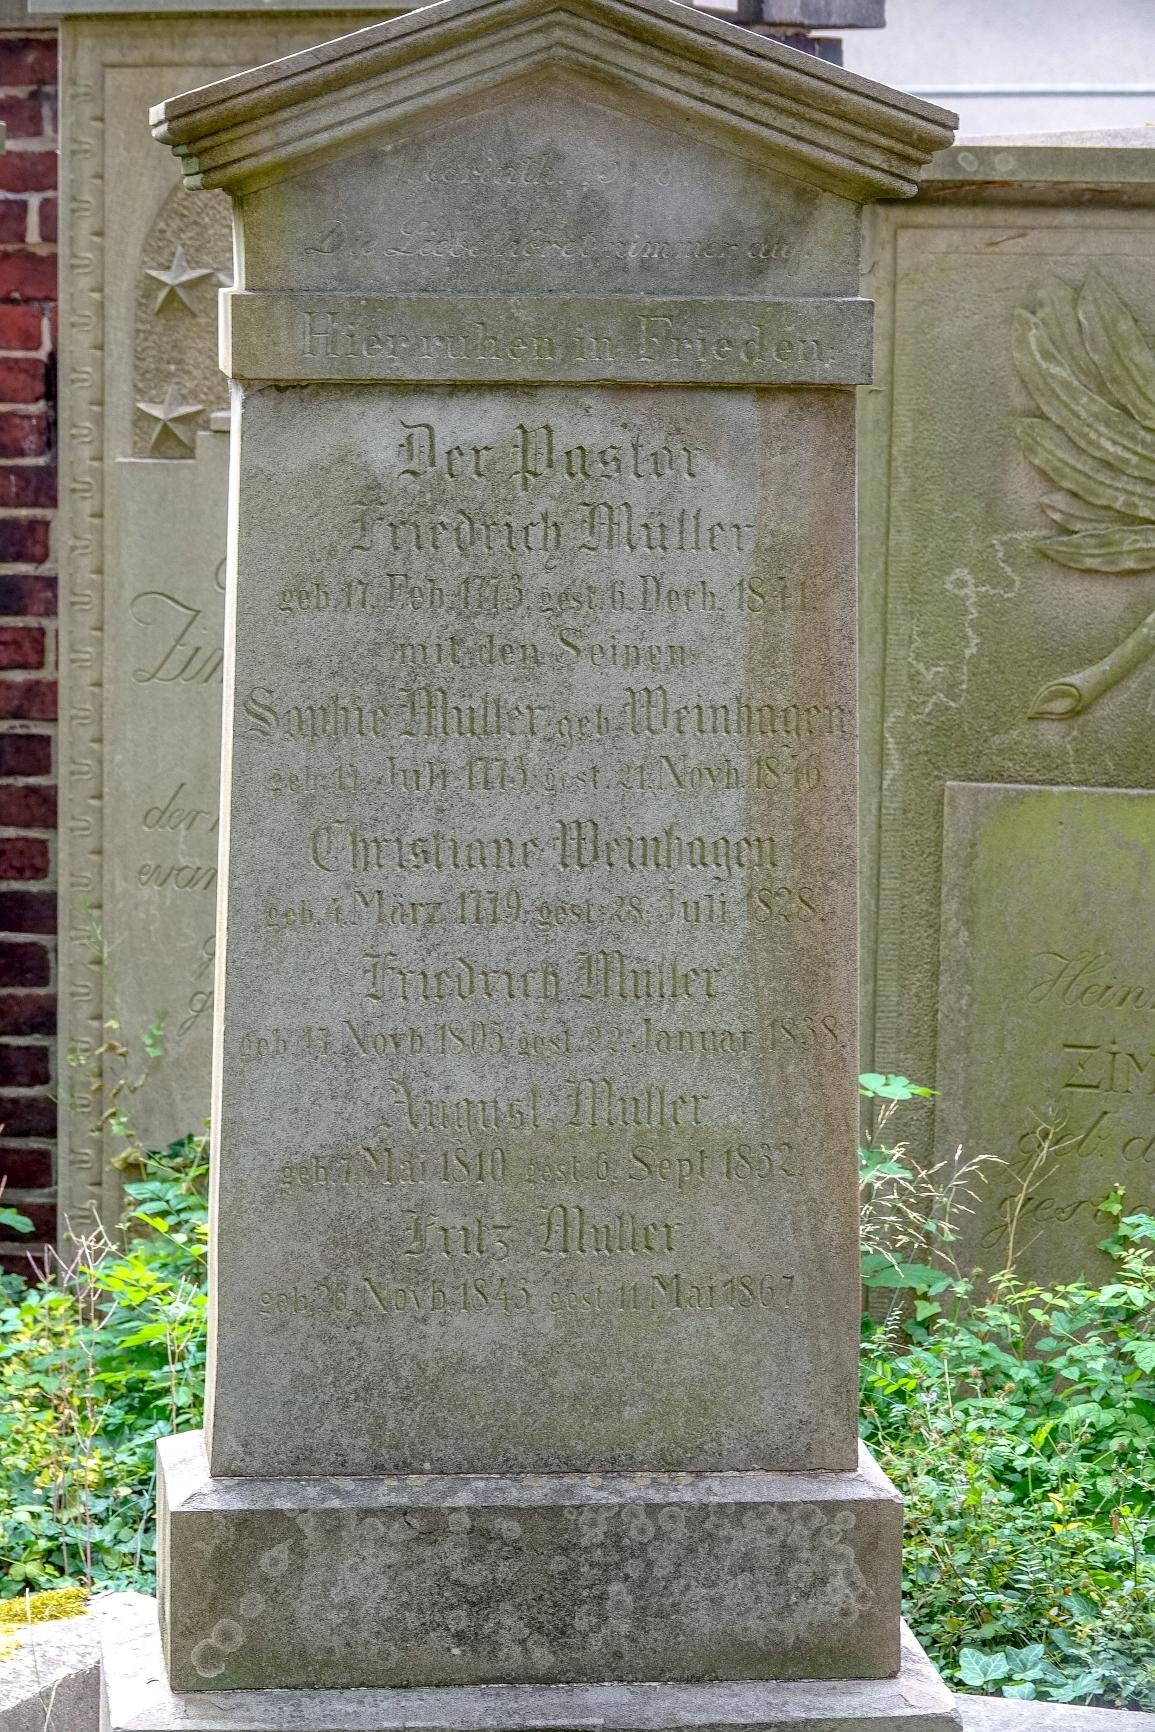 Die Liebe höret nimmer auf.
Hier ruhen in Frieden:
Der Pastor
Friedrich Müller
geb. 17. Feb. 1773. gest. 6. Decb. 1841.
mit den Seinen:
Sophie Müller geb. Weinhagen
geb. 11. Juli 1773. gest. 21. Novb. 1846.
Christiane Weinhagen
geb. 4. März 1779. gest. 28. Juli 1828.
Friedrich Müller
Novb. 1805. gest. 22. Januar 1838.
August Müller
geb. 7. Mai 1810 gest. 6. Sept 1832.
Fritz Müller
geb. Novb. 1843 gest 11 Mai 1867
der
geb: d